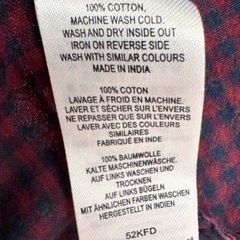 100% COTTON,
MACHINE WASH COLD.
WASH AND DRY INSIDE OUT
IRON ON REVERSE SIDE
WASH WITH SIMILAR COLOURS
MADE IN INDIA
100% COTON
LAVAGE À FROID EN MACHINE.
LAVER ET SÉCHER SUR L'ENVERS
NE REPASSER QUE SUR L'ENVERS
LAVER AVEC DES COULEURS
SIMILAIRES
FABRIQUÉ EN INDE
100% BAUMWOLLE
KALTE MASCHINENWÄSCHE.
AUF LINKS WASCHEN UND
TROCKNEN
AUF LINKS BÜGELN
MIT ÄHNLICHEN FARBEN WASCHEN
HERGESTELLT IN INDIEN
52KFD